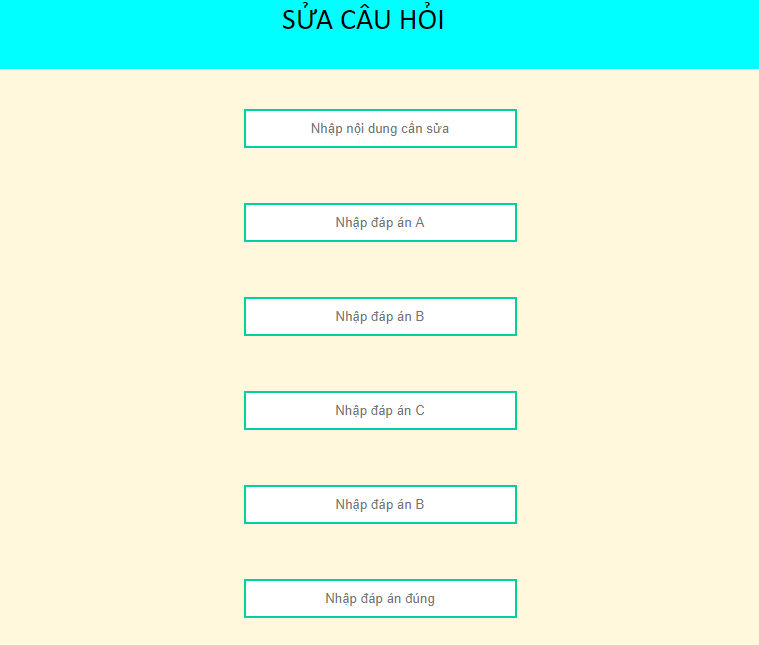 SỬA CÂU HỎI
Nhập nội dung cần sửa
Nhập đáp án A
Nhập đáp án B
Nhập đáp án C
Nhập đáp án B
Nhập đáp án đúng